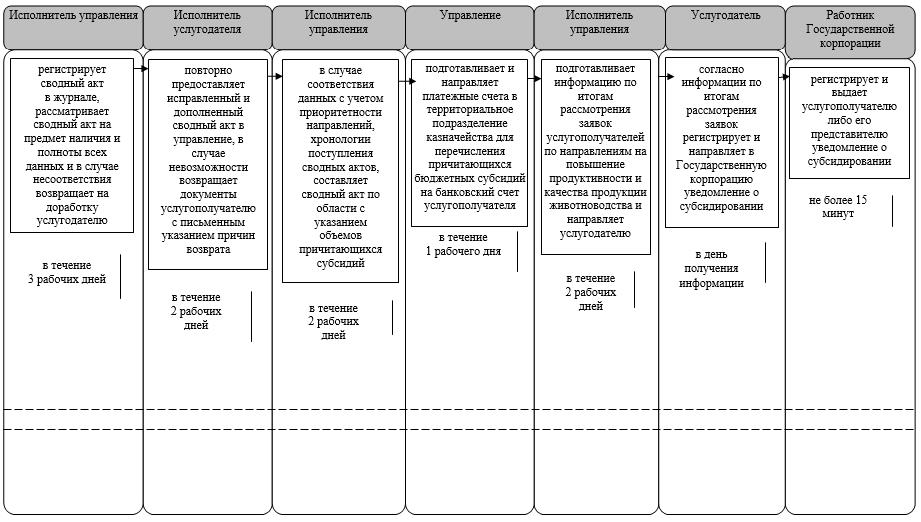 Исполнитель управления
Исполнитель
услугодателя
Исполнитель
управления
Управление
Исполнитель
управления
Услугодатель
Работник
Государственной
корпорации
регистрирует
сводный акт
в журнале,
рассматривает
сводный акт на
предмет наличия и
полноты всех
данных и в случае
несоответствия
возвращает на
доработку
услугодателю
в течение
3 рабочих дней
повторно
предоставляет
исправленный и
дополненный
сводный акт в
управление, в
случае
невозможности
возвращает
документы
услугополучателю
с письменным
указанием причин
возврата
в течение
2 рабочих
дней
в случае
соответствия
данных с учетом
приоритетности
направлений,
хронологии
поступления
сводных актов,
составляет
сводный акт по
области с
указанием
объемов
причитающихся
субсидий
в течение
2 рабочих
дней
подготавливает и
направляет
платежные счета в
территориальное
подразделение
казначейства для
перечисления
причитающихся
бюджетных субсидий
на банковский счет
услугополучателя
в течение
1 рабочего дня
подготавливает
информацию по
итогам
рассмотрения
заявок
услугополучателей
по направлениям на
повышение
продуктивности и
качества продукции
животноводства и
направляет
услугодателю
в течение
2 рабочих
дней
согласно
информации по
итогам
рассмотрения
заявок
регистрирует и
направляет в
Государственную
корпорацию
уведомление о
субсидировании
в день
получения
информации
регистрирует и
выдает
услугополучателю
либо его
представителю
уведомление о
субсидировании
не более 15
минут